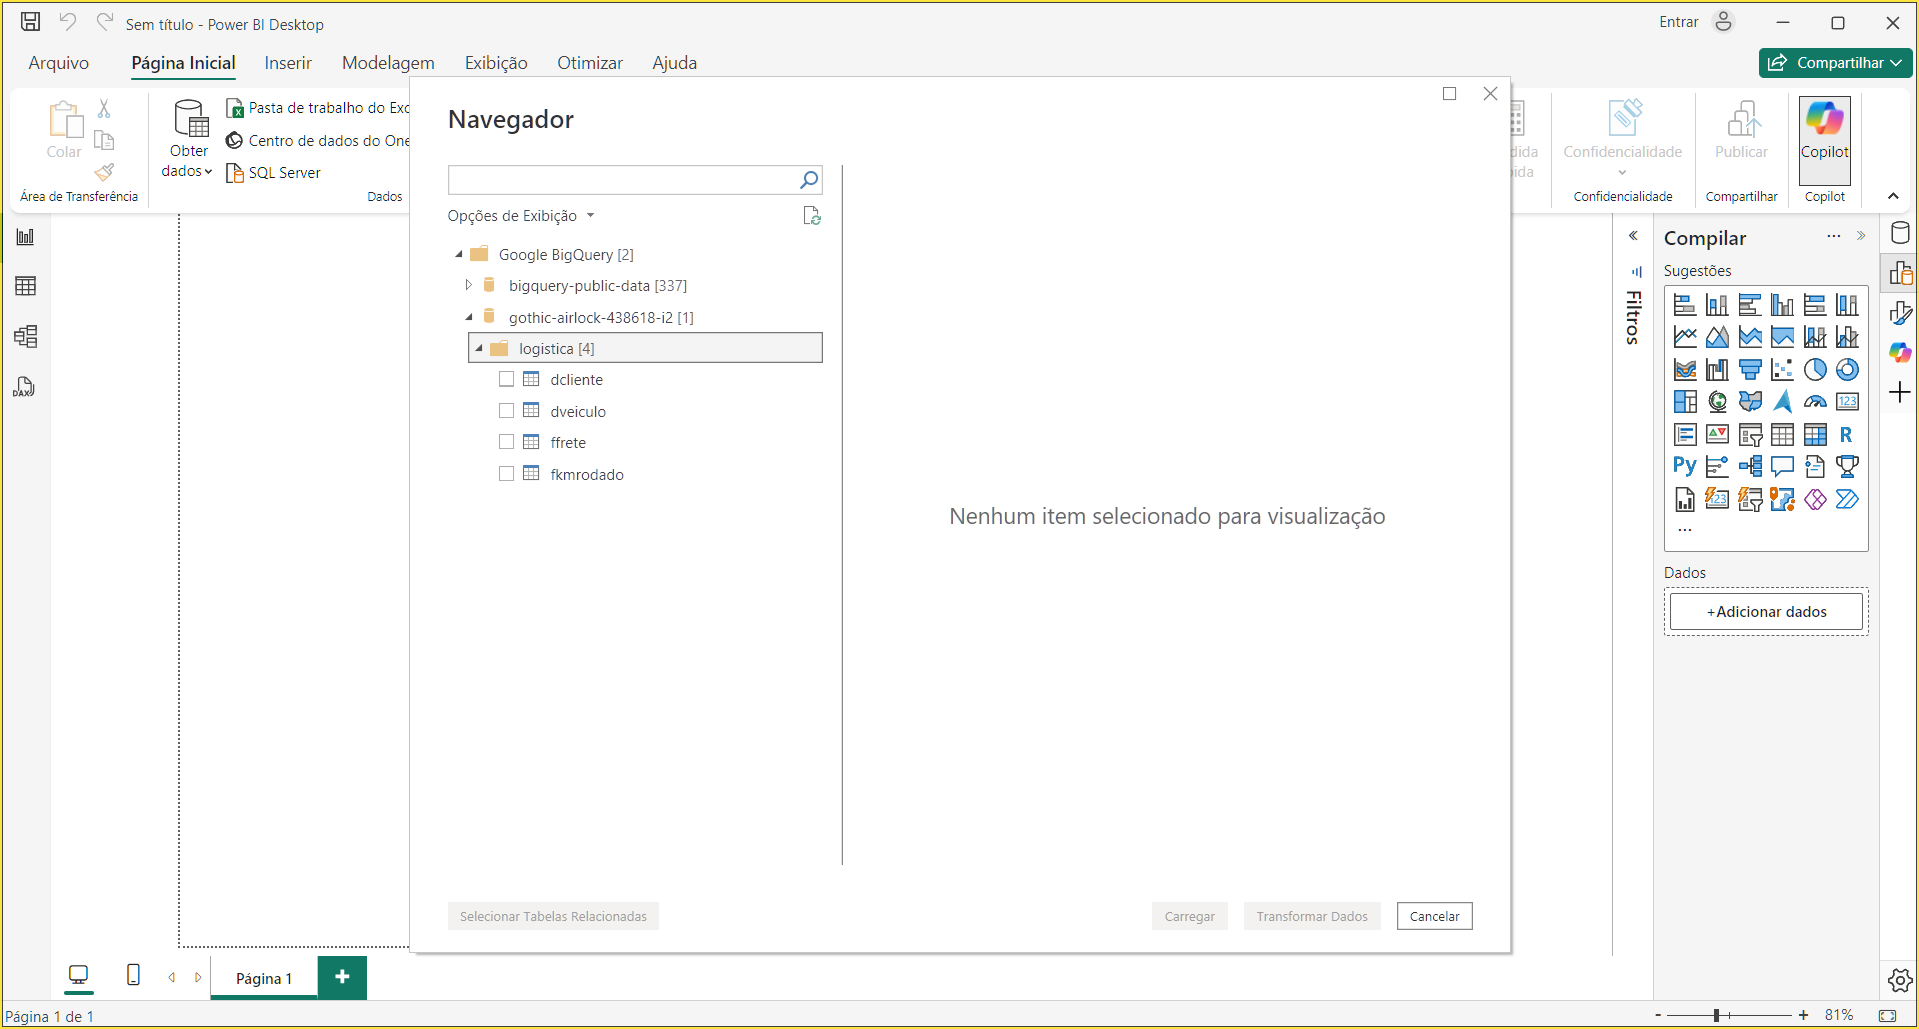 Sem título - Power BI Desktop
Entrar
Arquivo
Página Inicial
Inserir
Modelagem
Exibição
Otimizar
Ajuda
Compartilhar
Colar
Área de Transferência
Obter
dados
Pasta de trabalho do Exc
Centro de dados do One
SQL Server
Dados
dida
ida
Confidencialidade
Confidencialidade
Publicar
Compartilhar
Copilot
Copilot
Navegador
Opções de Exibição
Google BigQuery [2]
bigquery-public-data [337]
gothic-airlock-438618-i2 [1]
logistica [4]
dcliente
dveiculo
ffrete
fkmrodado
Nenhum item selecionado para visualização
Selecionar Tabelas Relacionadas
Carregar
Transformar Dados
Cancelar
DAX
Filtros
Compilar
...
Sugestões
123
R
Py
123
...
Dados
+Adicionar dados
Página 1
+
Página 1 de 1
- + 81%